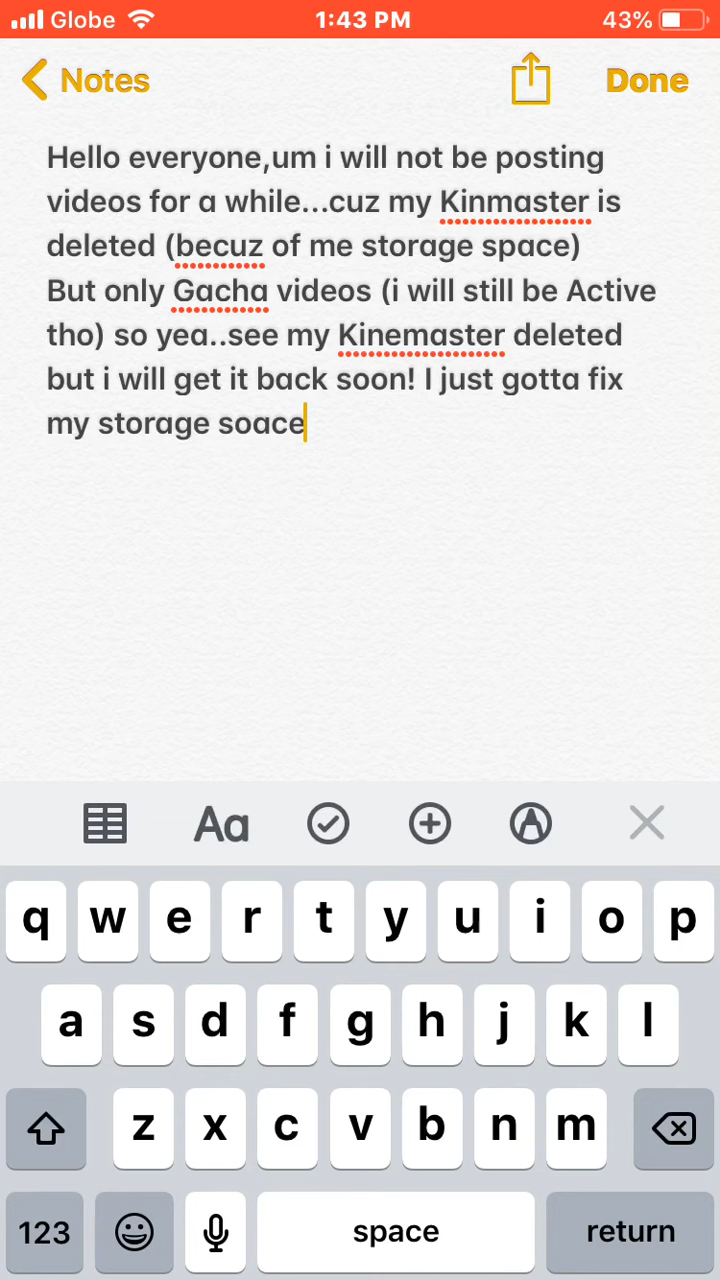 Globe 1:43 PM 43%
Notes Done
Hello everyone,um i will not be posting
videos for a while...cuz my Kinmaster is
deleted (becuz of me storage space)
But only Gacha videos (i will still be Active
tho) so yea..see my Kinemaster deleted
but i will get it back soon! I just gotta fix
my storage soace
Aa
q w e r t y u i o p
a s d f g h j k l
z x c v b n m
123 space return